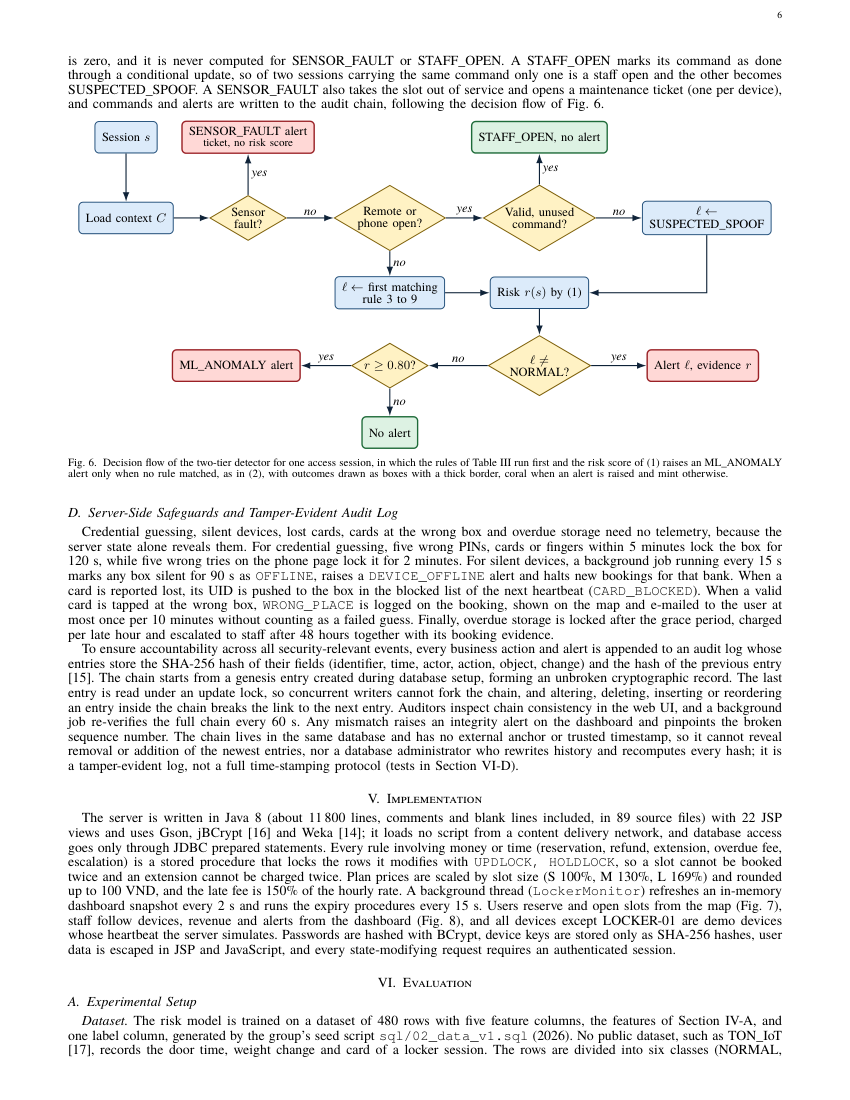 6
is zero, and it is never computed for SENSOR_FAULT or STAFF_OPEN. A STAFF_OPEN marks its command as done
through a conditional update, so of two sessions carrying the same command only one is a staff open and the other becomes
SUSPECTED_SPOOF. A SENSOR_FAULT also takes the slot out of service and opens a maintenance ticket (one per device),
and commands and alerts are written to the audit chain, following the decision flow of Fig. 6.
Session s
SENSOR_FAULT alert
ticket, no risk score
STAFF_OPEN, no alert
yes
yes
Load context C
Sensor
fault?
no
Remote or
phone open?
yes
Valid, unused
command?
no
ℓ ←
SUSPECTED_SPOOF
no
ℓ ← first matching
rule 3 to 9
Risk r(s) by (1)
ML_ANOMALY alert
yes
r ≥ 0.80?
no
ℓ ≠
NORMAL?
yes
Alert ℓ, evidence r
no
No alert
Fig. 6. Decision flow of the two-tier detector for one access session, in which the rules of Table III run first and the risk score of (1) raises an ML_ANOMALY
alert only when no rule matched, as in (2), with outcomes drawn as boxes with a thick border, coral when an alert is raised and mint otherwise.
D. Server-Side Safeguards and Tamper-Evident Audit Log
Credential guessing, silent devices, lost cards, cards at the wrong box and overdue storage need no telemetry, because the
server state alone reveals them. For credential guessing, five wrong PINs, cards or fingers within 5 minutes lock the box for
120 s, while five wrong tries on the phone page lock it for 2 minutes. For silent devices, a background job running every 15 s
marks any box silent for 90 s as OFFLINE, raises a DEVICE_OFFLINE alert and halts new bookings for that bank. When a
card is reported lost, its UID is pushed to the box in the blocked list of the next heartbeat (CARD_BLOCKED). When a valid
card is tapped at the wrong box, WRONG_PLACE is logged on the booking, shown on the map and e-mailed to the user at
most once per 10 minutes without counting as a failed guess. Finally, overdue storage is locked after the grace period, charged
per late hour and escalated to staff after 48 hours together with its booking evidence.
To ensure accountability across all security-relevant events, every business action and alert is appended to an audit log whose
entries store the SHA-256 hash of their fields (identifier, time, actor, action, object, change) and the hash of the previous entry
[15]. The chain starts from a genesis entry created during database setup, forming an unbroken cryptographic record. The last
entry is read under an update lock, so concurrent writers cannot fork the chain, and altering, deleting, inserting or reordering
an entry inside the chain breaks the link to the next entry. Auditors inspect chain consistency in the web UI, and a background
job re-verifies the full chain every 60 s. Any mismatch raises an integrity alert on the dashboard and pinpoints the broken
sequence number. The chain lives in the same database and has no external anchor or trusted timestamp, so it cannot reveal
removal or addition of the newest entries, nor a database administrator who rewrites history and recomputes every hash; it is
a tamper-evident log, not a full time-stamping protocol (tests in Section VI-D).
V. Implementation
The server is written in Java 8 (about 11 800 lines, comments and blank lines included, in 89 source files) with 22 JSP
views and uses Gson, jBCrypt [16] and Weka [14]; it loads no script from a content delivery network, and database access
goes only through JDBC prepared statements. Every rule involving money or time (reservation, refund, extension, overdue fee,
escalation) is a stored procedure that locks the rows it modifies with UPDLOCK, HOLDLOCK, so a slot cannot be booked
twice and an extension cannot be charged twice. Plan prices are scaled by slot size (S 100%, M 130%, L 169%) and rounded
up to 100 VND, and the late fee is 150% of the hourly rate. A background thread (LockerMonitor) refreshes an in-memory
dashboard snapshot every 2 s and runs the expiry procedures every 15 s. Users reserve and open slots from the map (Fig. 7),
staff follow devices, revenue and alerts from the dashboard (Fig. 8), and all devices except LOCKER-01 are demo devices
whose heartbeat the server simulates. Passwords are hashed with BCrypt, device keys are stored only as SHA-256 hashes, user
data is escaped in JSP and JavaScript, and every state-modifying request requires an authenticated session.
VI. Evaluation
A. Experimental Setup
Dataset. The risk model is trained on a dataset of 480 rows with five feature columns, the features of Section IV-A, and
one label column, generated by the group's seed script sql/02_data_v1.sql (2026). No public dataset, such as TON_IoT
[17], records the door time, weight change and card of a locker session. The rows are divided into six classes (NORMAL,